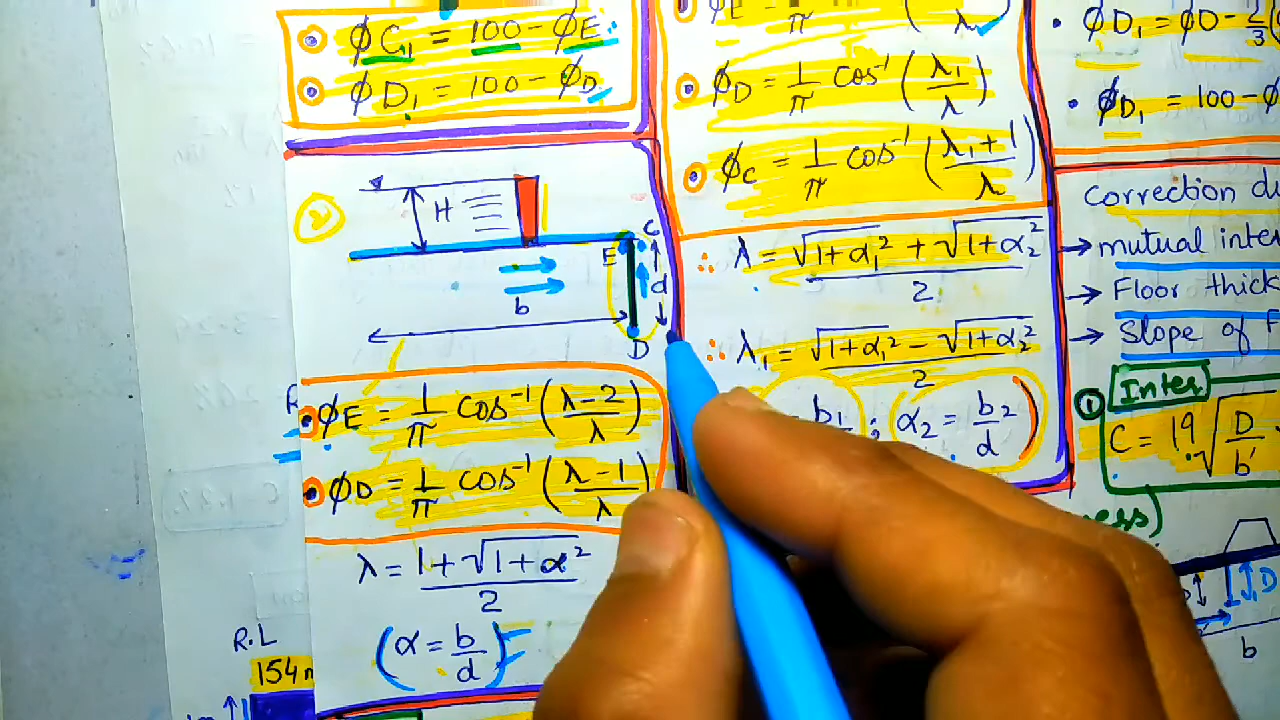 ϕC₁ = 100 - ϕE
ϕD₁ = 100 - ϕD
H
C
E
d
b
D
ϕE = 1/π cos⁻¹ (λ-2/λ)
ϕD = 1/π cos⁻¹ (λ-1/λ)
λ = 1+√1+α²/2
(α = b/d)
R.L
154m
ϕD = 1/π cos⁻¹ (λ₁/λ)
ϕC = 1/π cos⁻¹ (λ₁+1/λ)
∴ λ = √1+α₁² + √1+α₂²/2
∴ λ₁ = √1+α₁² - √1+α₂²/2
= b₁ ; α₂ = b₂/d)
• ϕD₁ = ϕD - 2/3(
• ϕD₁ = 100 - ϕ
Correction
→ mutual
→ Floor
→ Slope of F
① Inter
C = 19 √D/b'
D
b